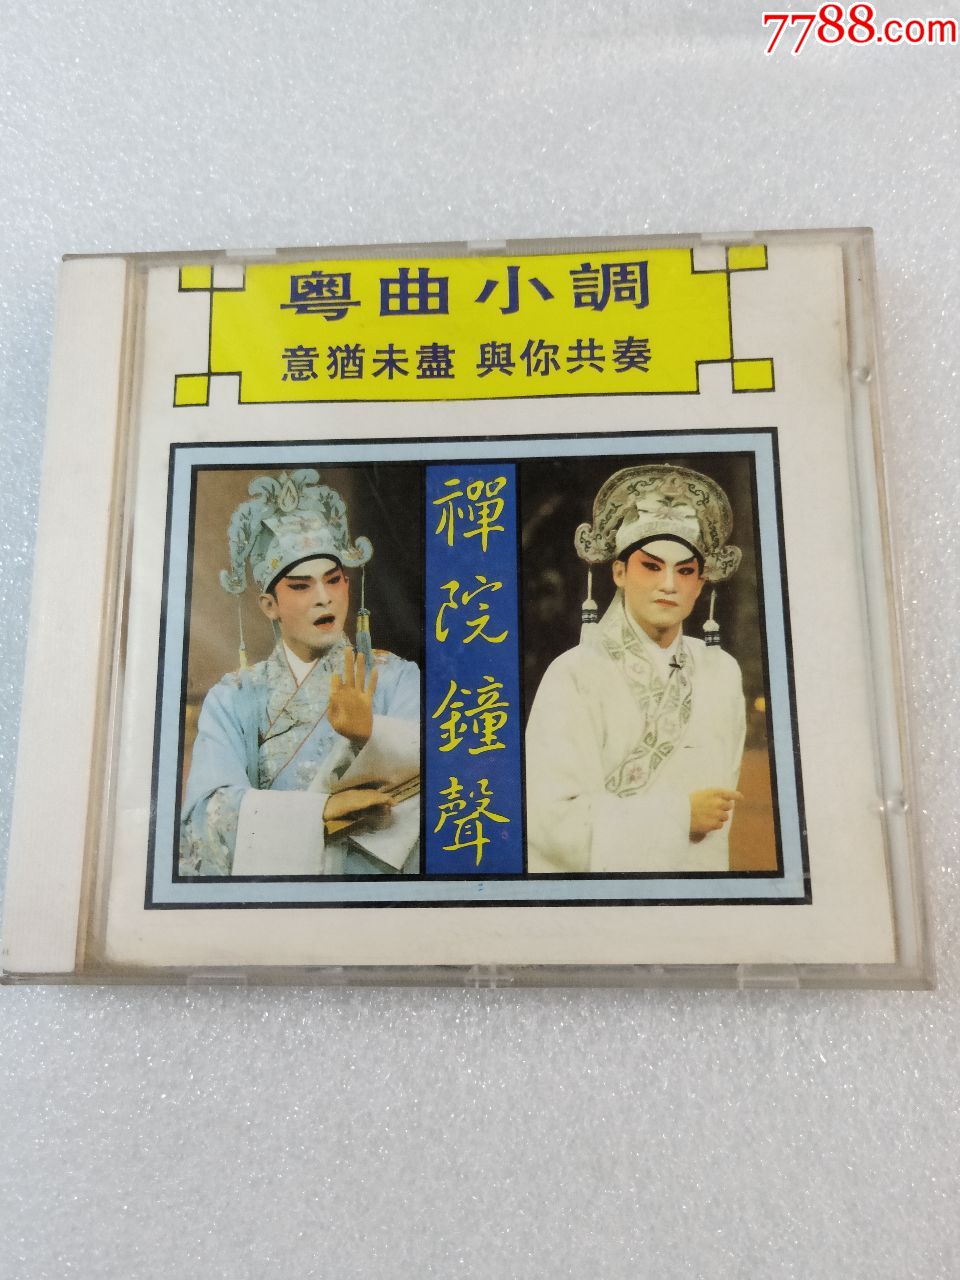 7788.com
粵曲小調
意猶未盡 與你共奏
禪院鐘聲